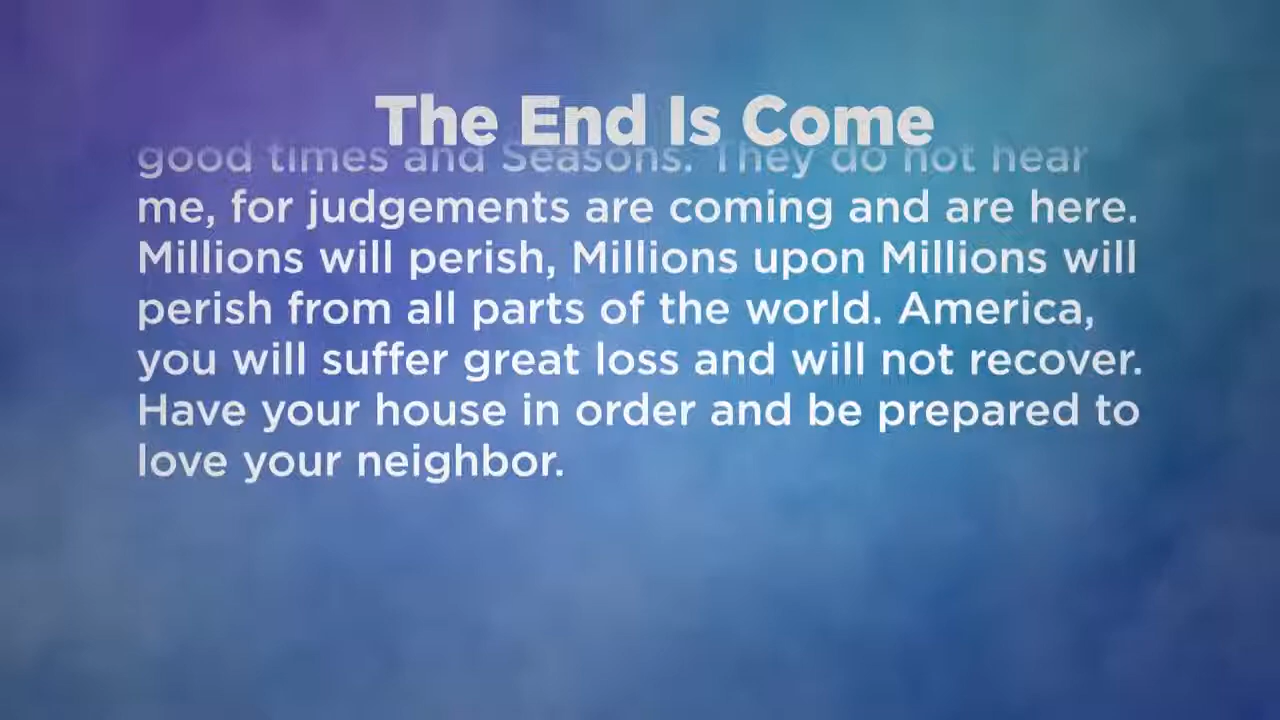 The End Is Come
good times and Seasons. They do not hear
me, for judgements are coming and are here.
Millions will perish, Millions upon Millions will
perish from all parts of the world. America,
you will suffer great loss and will not recover.
Have your house in order and be prepared to
love your neighbor.